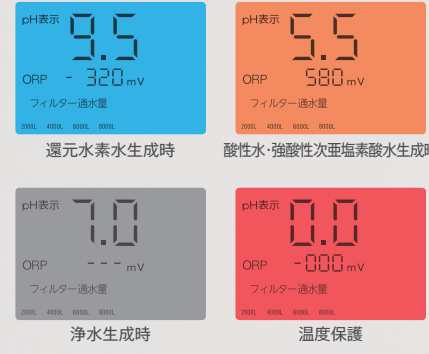 pH表示 9.5
ORP - 320 mV
フィルター通水量
2000L 4000L 6000L 8000L
還元水素水生成時
pH表示 5.5
ORP 580 mV
フィルター通水量
2000L 4000L 6000L 8000L
酸性水・強酸性次亜塩素酸水生成時
pH表示 7.0
ORP --- mV
フィルター通水量
2000L 4000L 6000L 8000L
浄水生成時
pH表示 0.0
ORP -000 mV
フィルター通水量
2000L 4000L 6000L 8000L
温度保護